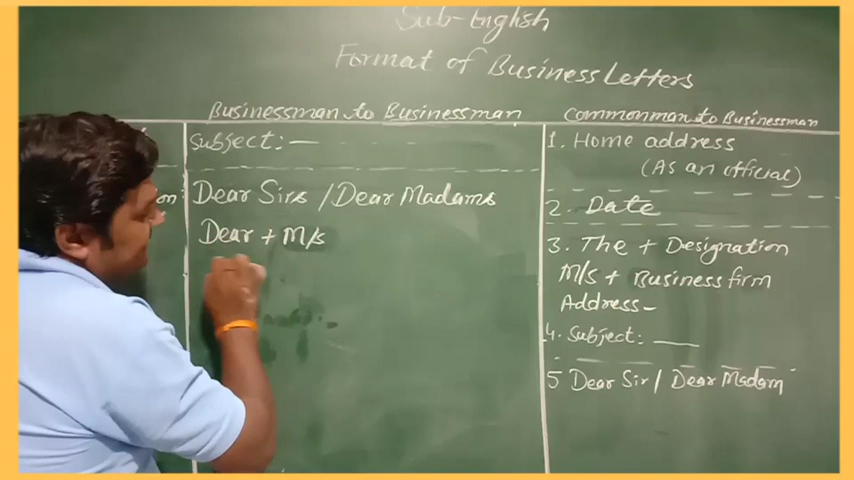 Sub-English
Format of Business Letters
Businessman to Businessman
Subject:-
Dear Sirs / Dear Madams
Dear + M/s
Commonman to Businessman
1. Home address
(As an official)
2. Date
3. The + Designation
M/s + Business firm
Address-
4. Subject:
5 Dear Sir / Dear Madam